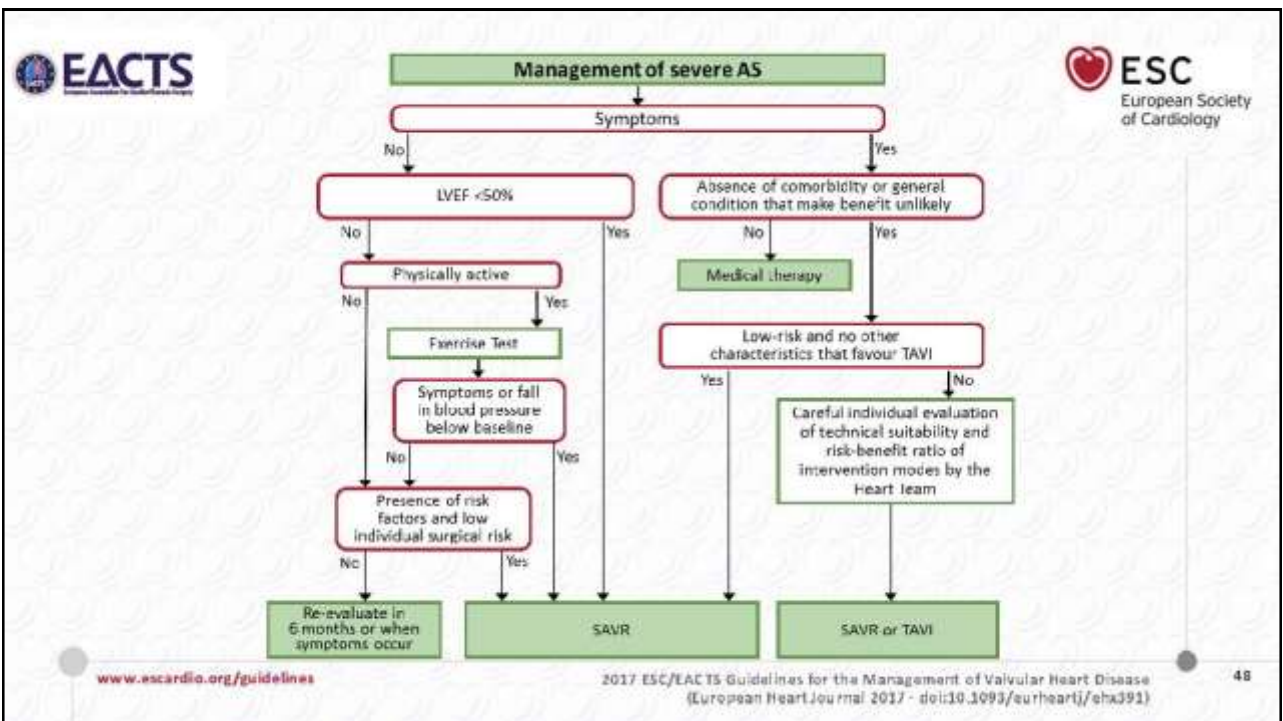 EACTS
European Association For Cardio-Thoracic Surgery
ESC
European Society
of Cardiology
Management of severe AS
Symptoms
No
Yes
LVEF <50%
Absence of comorbidity or general
condition that make benefit unlikely
No
Yes
No
Yes
Physically active
Medical therapy
No
Yes
Exercise Test
Low-risk and no other
characteristics that favour TAVI
Yes
No
Symptoms or fall
in blood pressure
below baseline
Careful individual evaluation
of technical suitability and
risk-benefit ratio of
intervention modes by the
Heart Team
No
Yes
Presence of risk
factors and low
individual surgical risk
No
Yes
Re-evaluate in
6 months or when
symptoms occur
SAVR
SAVR or TAVI
www.escardio.org/guidelines
2017 ESC/EACTS Guidelines for the Management of Valvular Heart Disease
(European Heart Journal 2017 - doi:10.1093/eurheartj/ehx391)
48